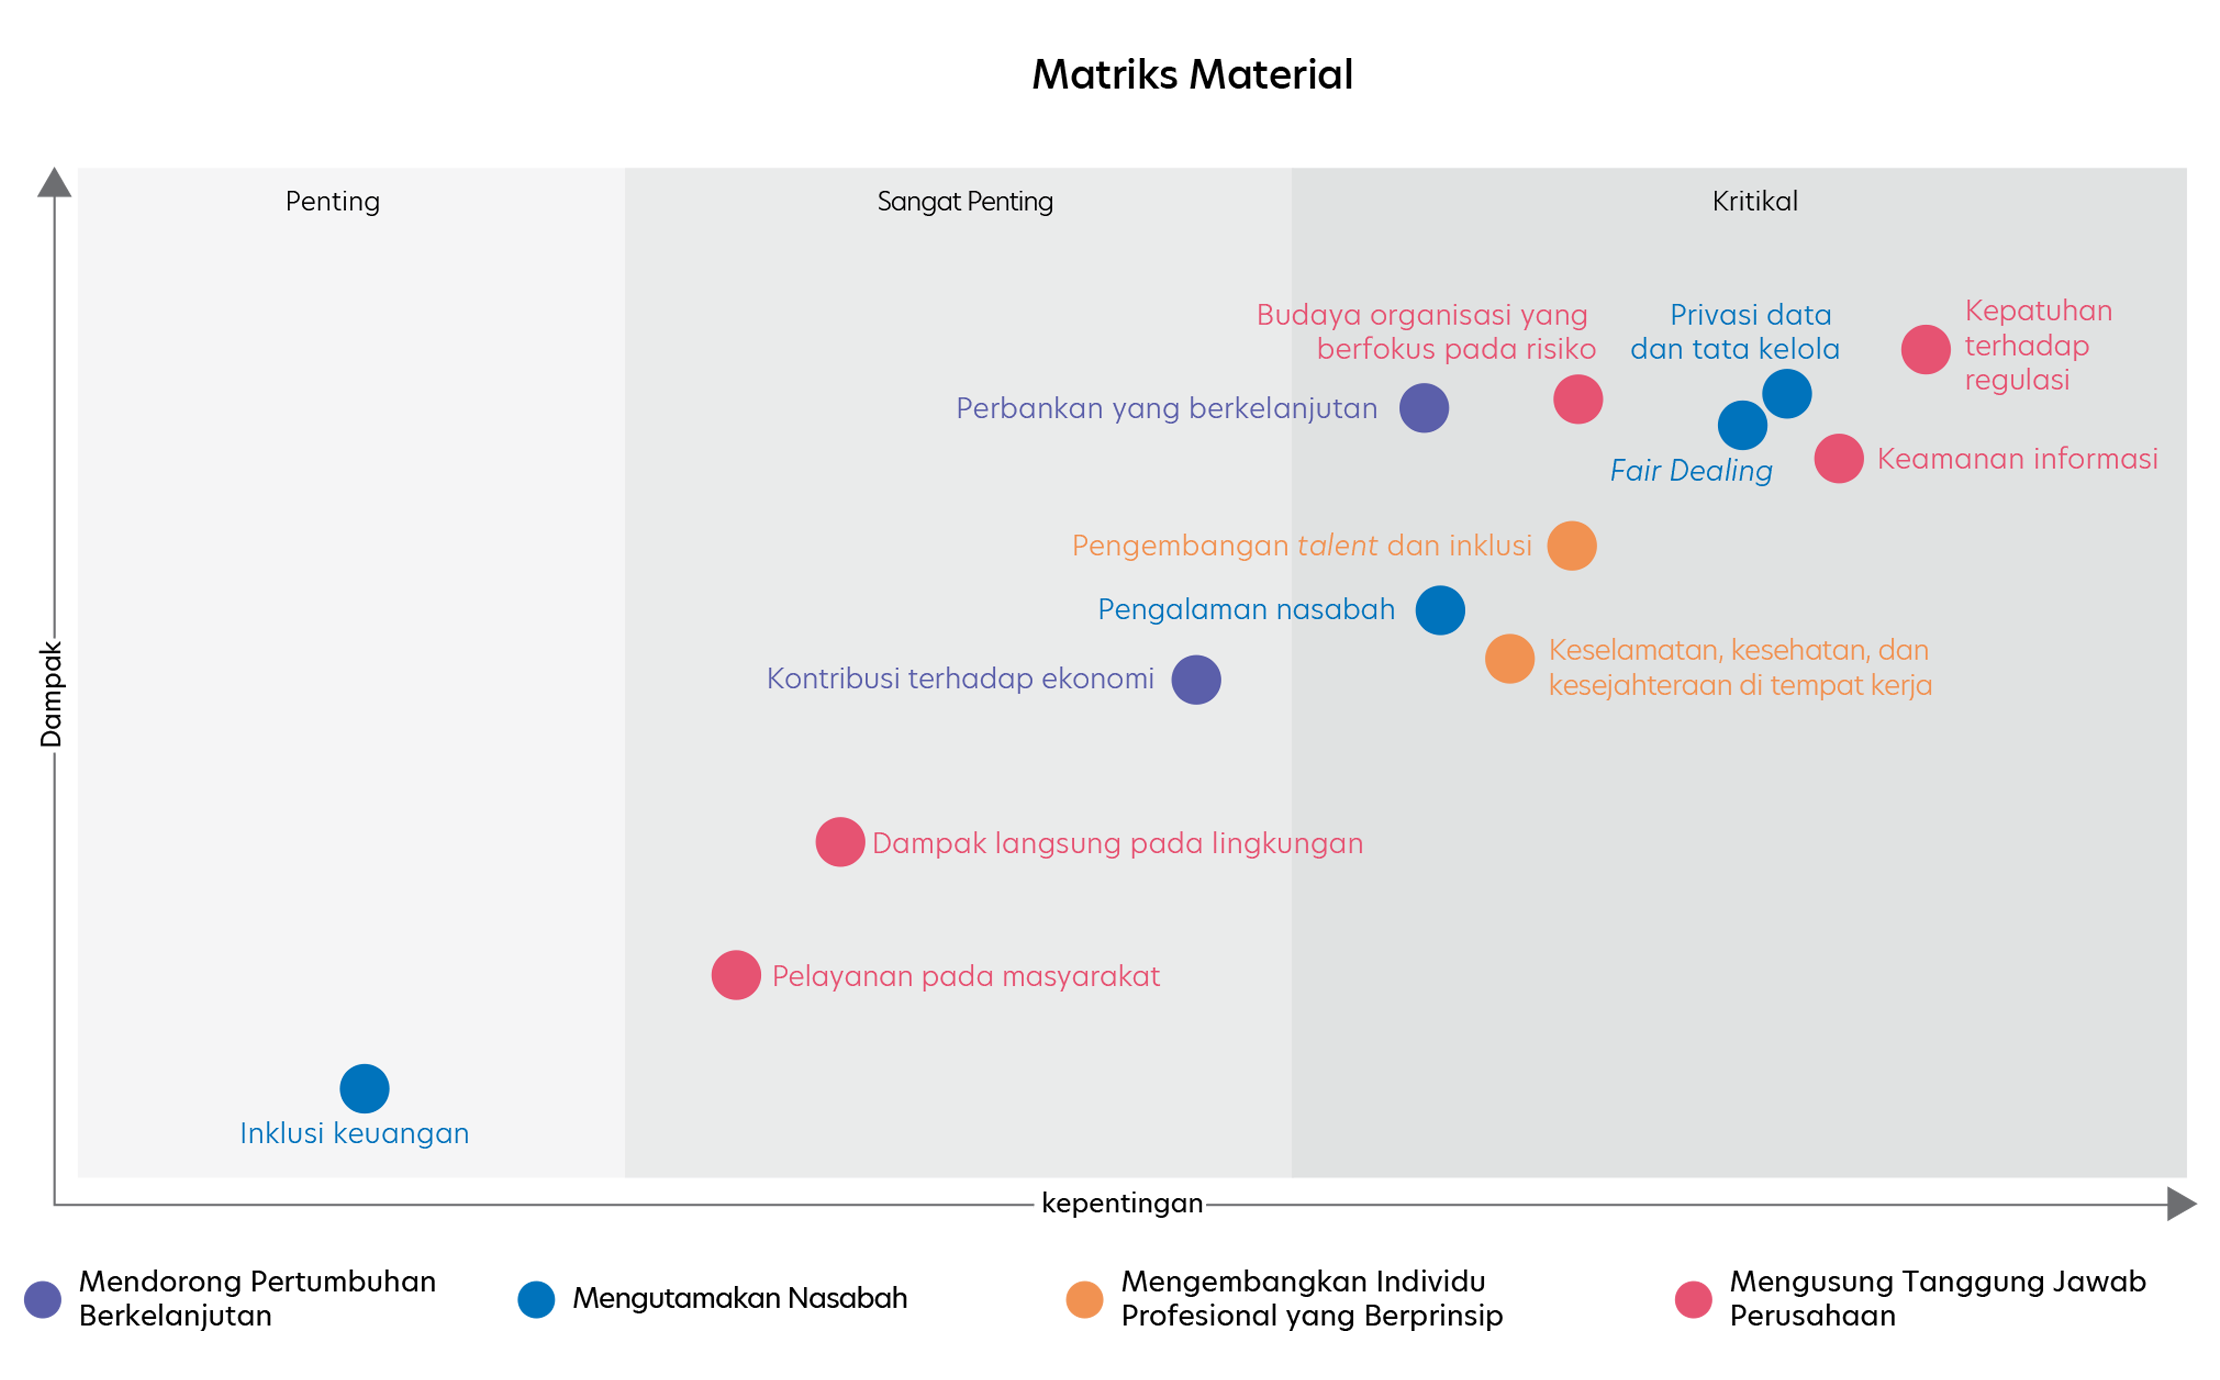 Matriks Material
Penting
Sangat Penting
Kritikal
Budaya organisasi yang
berfokus pada risiko
Privasi data
dan tata kelola
Kepatuhan
terhadap
regulasi
Perbankan yang berkelanjutan
Fair Dealing
Keamanan informasi
Pengembangan talent dan inklusi
Pengalaman nasabah
Keselamatan, kesehatan, dan
kesejahteraan di tempat kerja
Kontribusi terhadap ekonomi
Dampak langsung pada lingkungan
Pelayanan pada masyarakat
Inklusi keuangan
Dampak
kepentingan
Mendorong Pertumbuhan
Berkelanjutan
Mengutamakan Nasabah
Mengembangkan Individu
Profesional yang Berprinsip
Mengusung Tanggung Jawab
Perusahaan